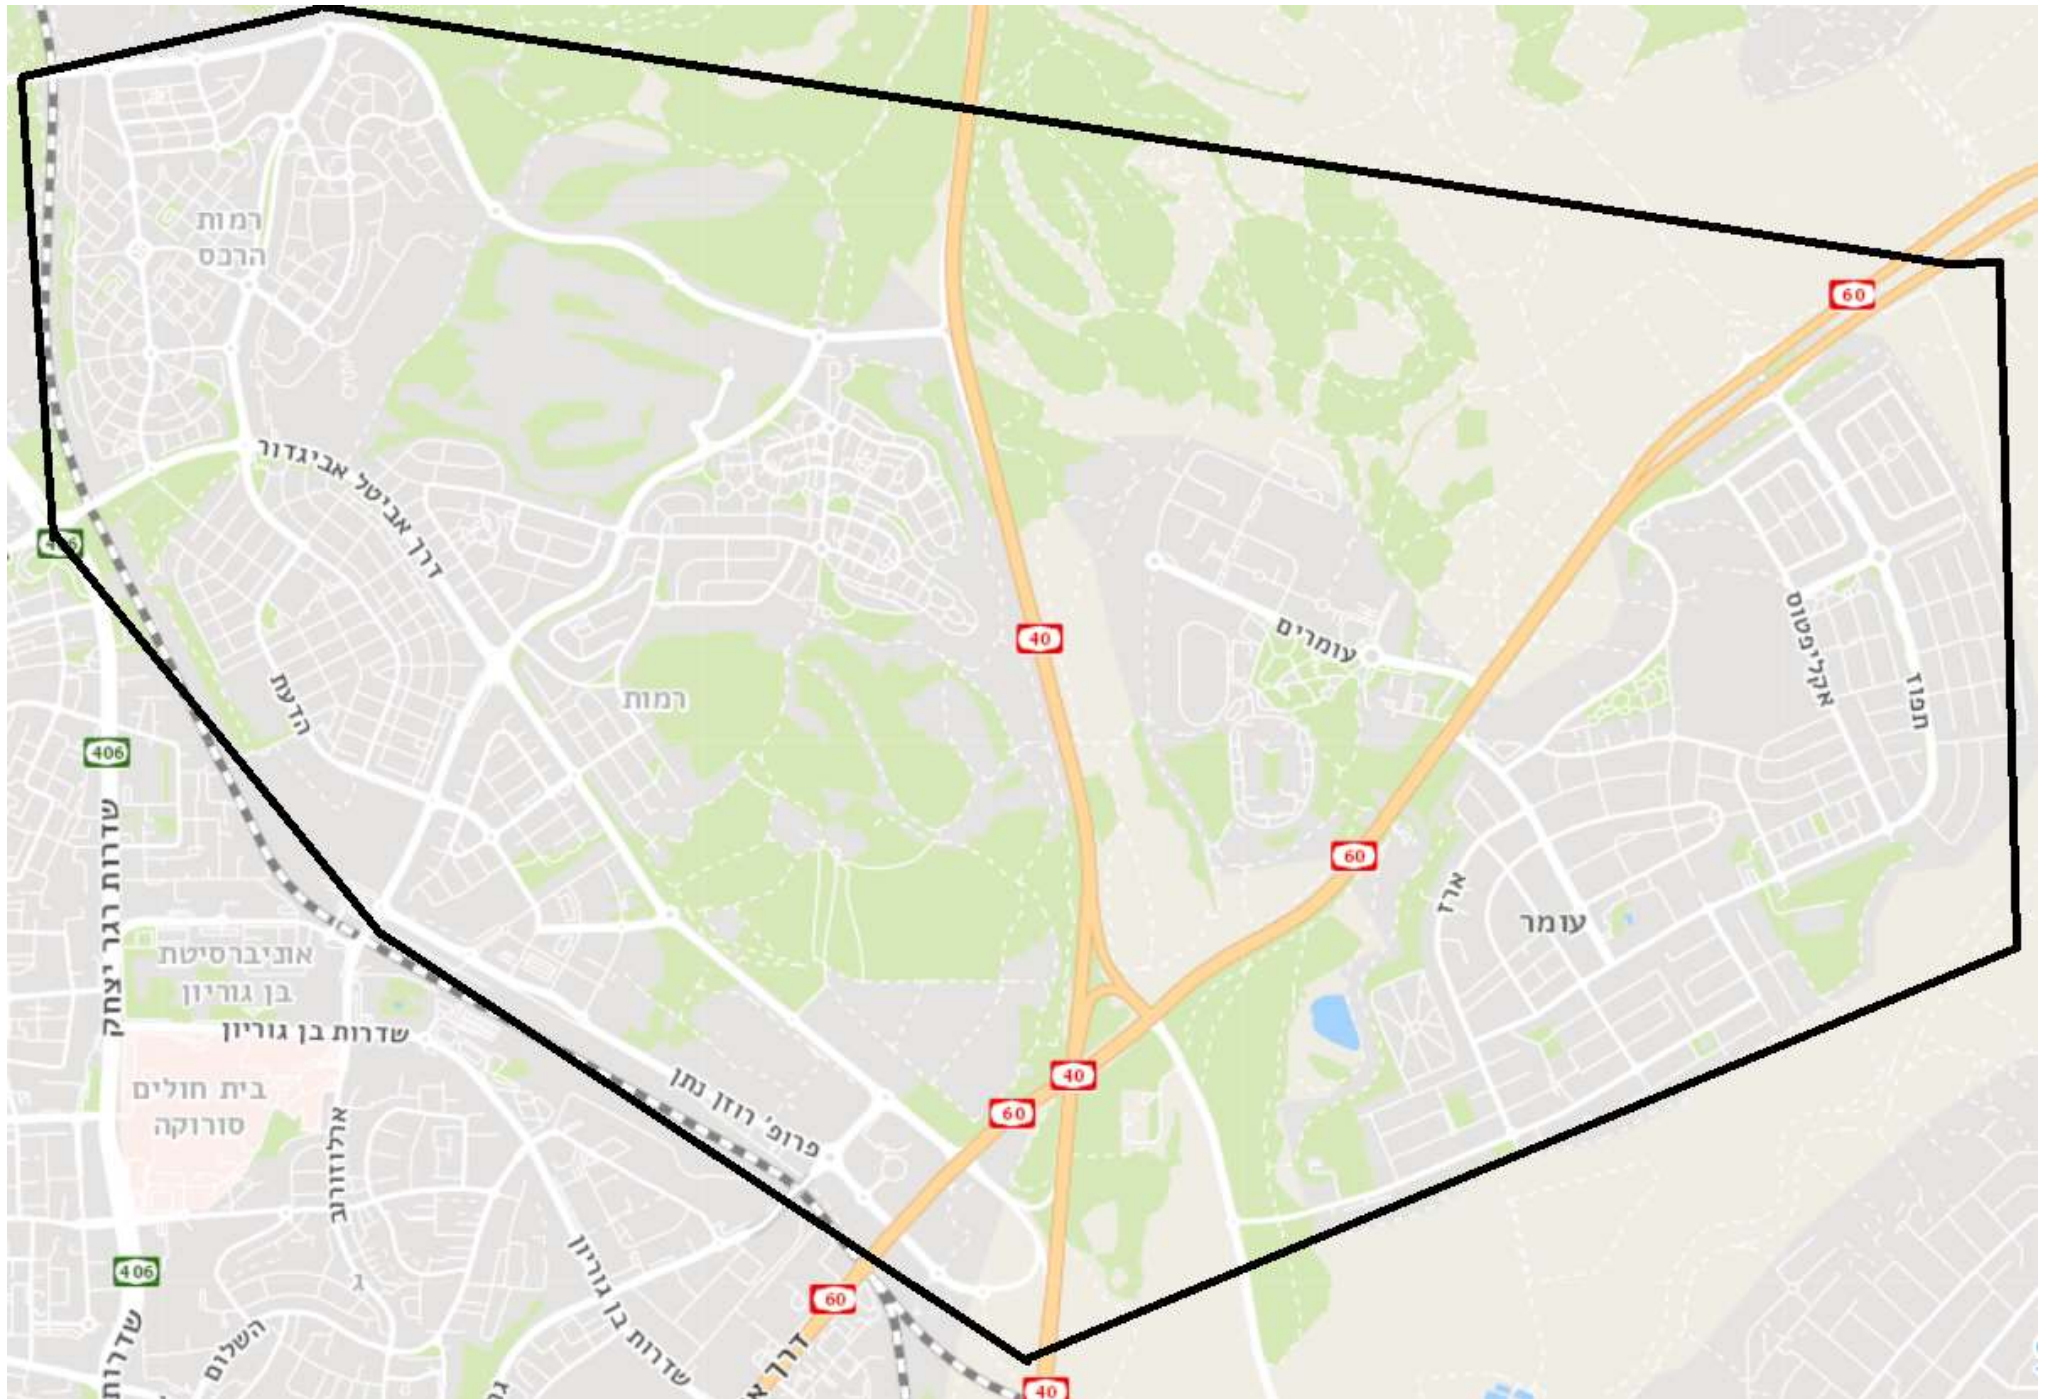 רמות
הרכס
60
דרך אביטל אביגדור
406
עומרים
אקליפטוס
תפוז
40
רמות
הדעת
406
60
ארז
עומר
שדרות רגר יצחק
אוניברסיטת
בן גוריון
שדרות בן גוריון
בית חולים
סורוקה
פרופ' רוזן נתן
40
60
ארלוזורוב
406
ג
60
שדרות בן גוריון
השלום
שדרות
דרך א
40